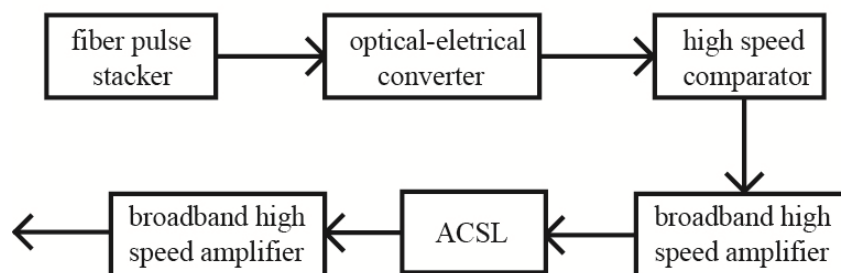 fiber pulse
stacker
optical-eletrical
converter
high speed
comparator
broadband high
speed amplifier
ACSL
broadband high
speed amplifier